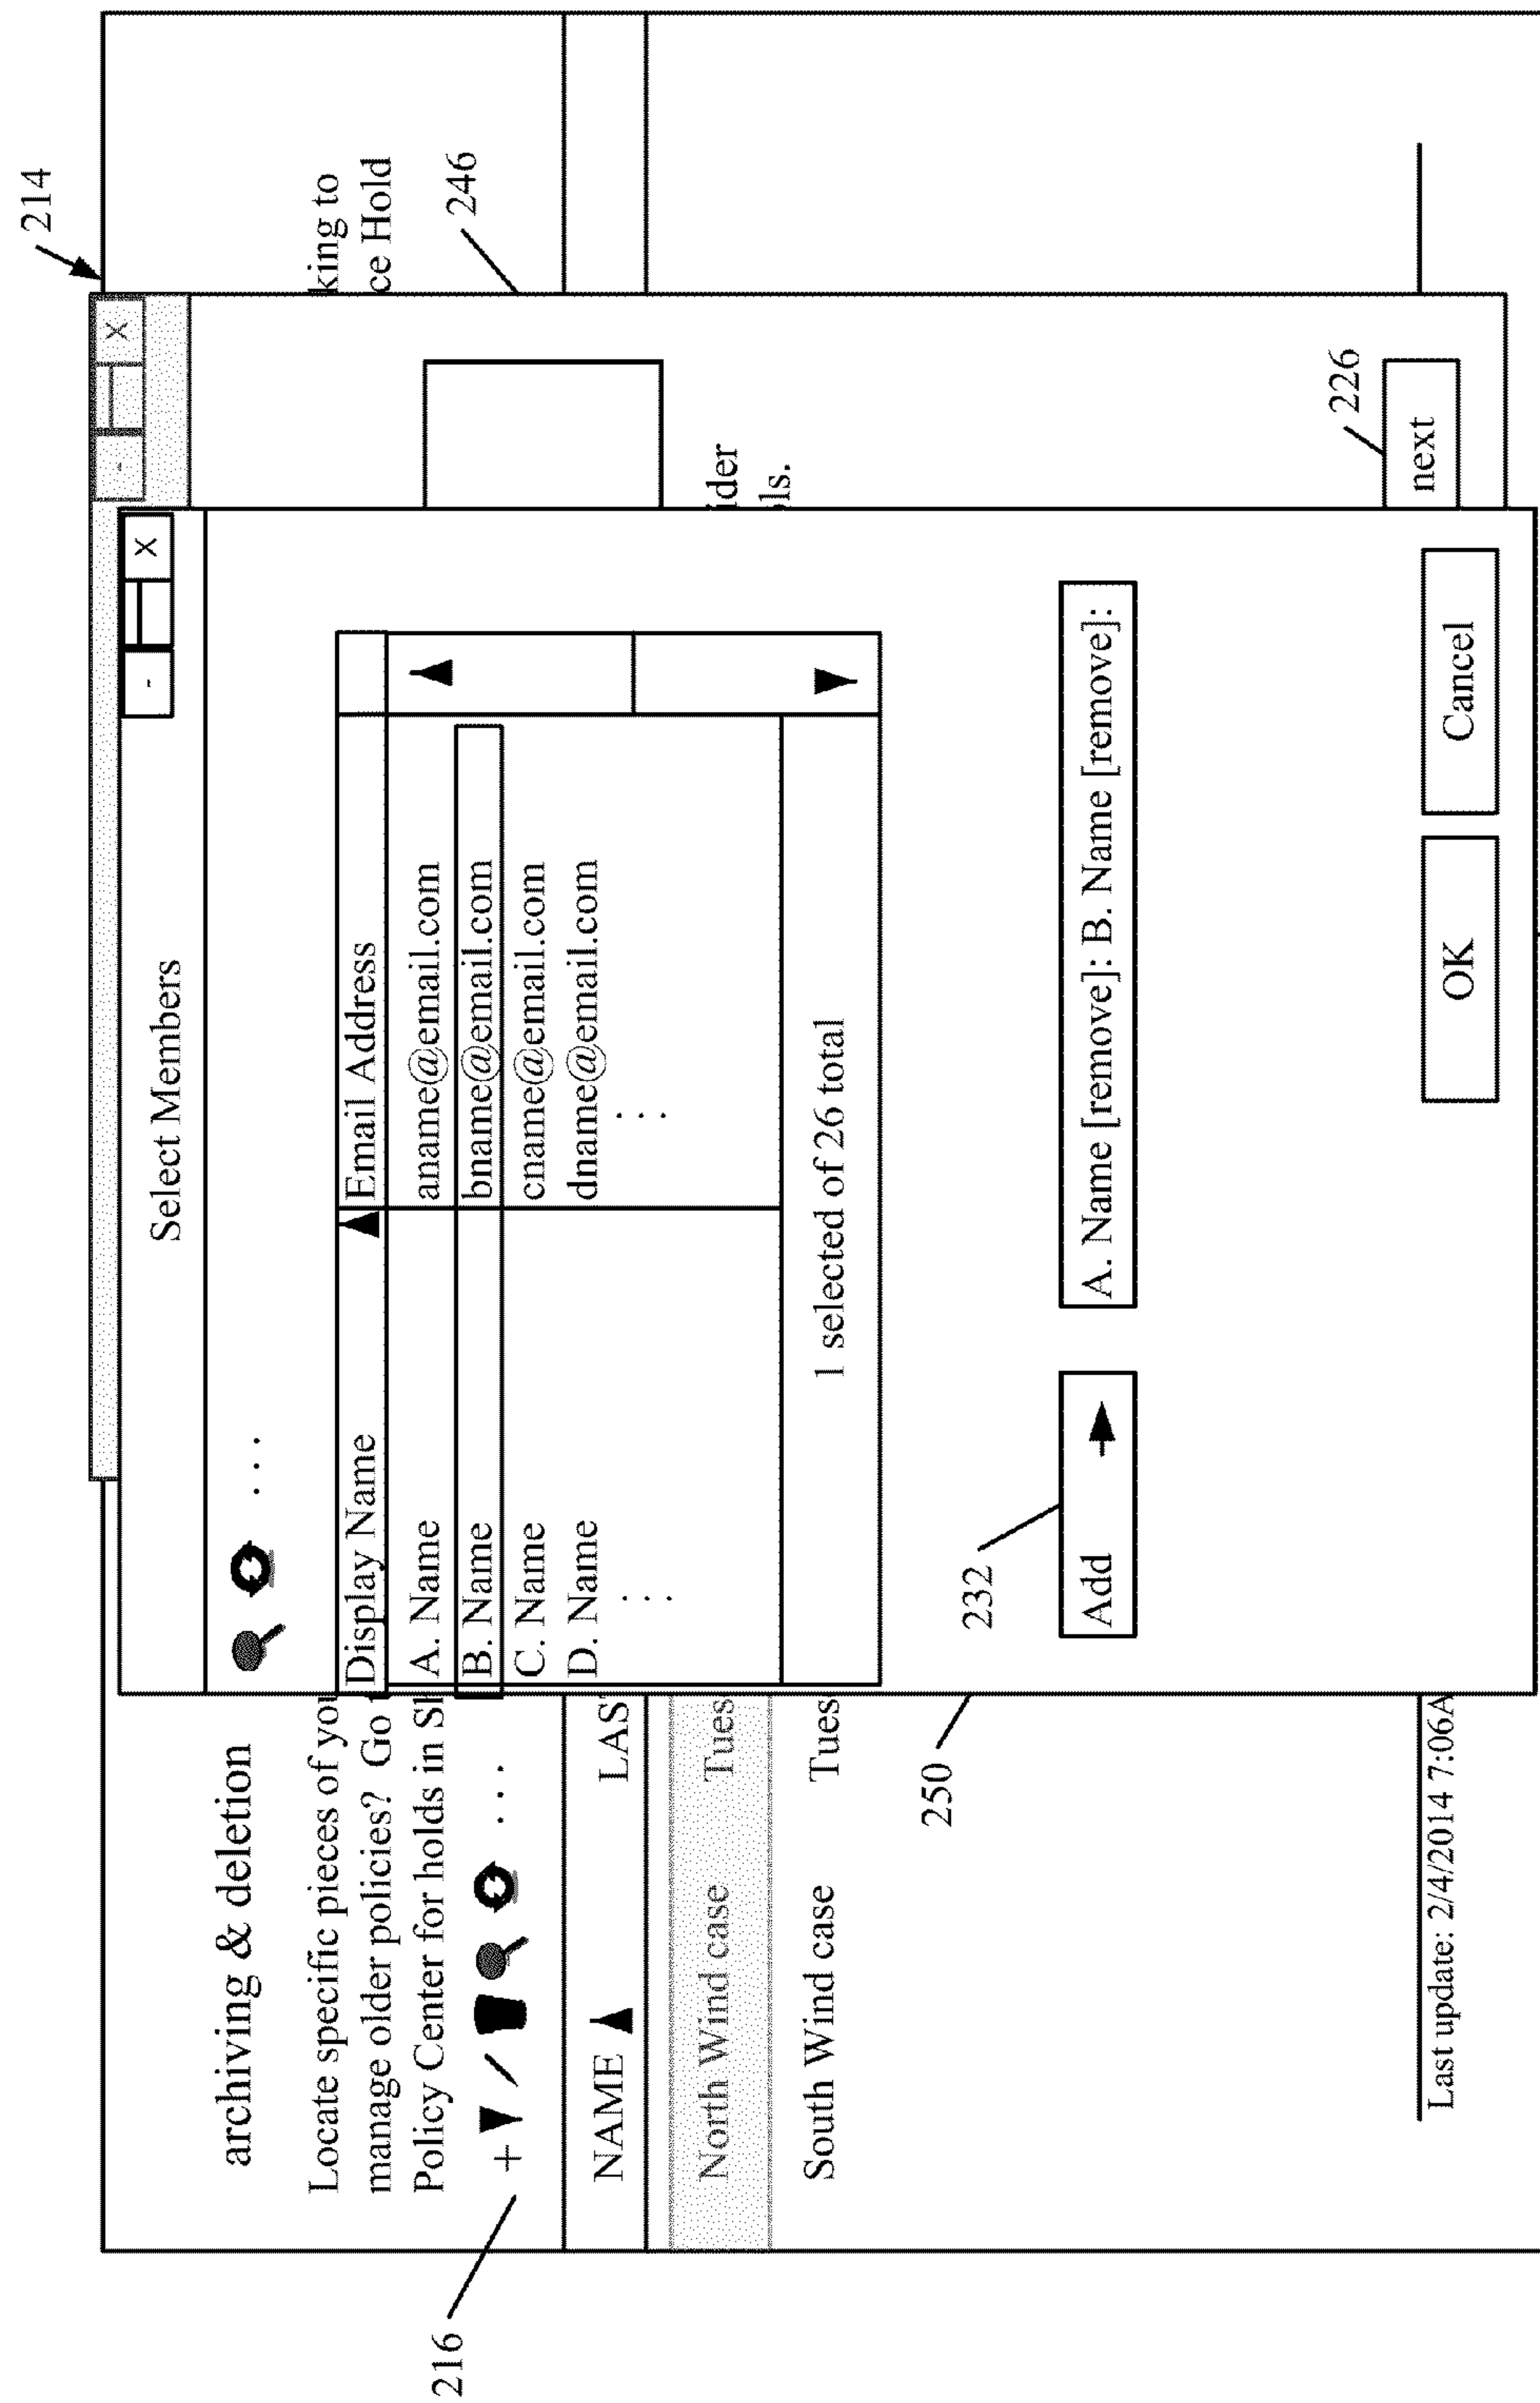 214
archiving & deletion
Locate specific pieces of you
king to
manage older policies? Go
ce Hold
Policy Center for holds in Sh
216
+
...
246
NAME
LAS
North Wind case
Tues
South Wind case
Tues
Last update: 2/4/2014 7:06A
- X
ider
ls.
226
next
250
Select Members
- X
...
Display Name Email Address
A. Name aname@email.com
B. Name bname@email.com
C. Name cname@email.com
D. Name dname@email.com
... ...
1 selected of 26 total
232
Add
A. Name [remove]: B. Name [remove]:
OK Cancel